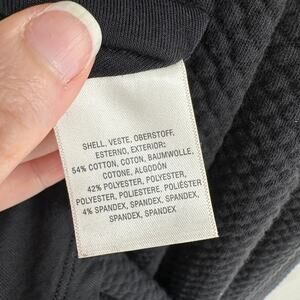 SHELL, VESTE, OBERSTOFF,
ESTERNO, EXTERIOR:
54% COTTON, COTON, BAUMWOLLE,
COTONE, ALGODÓN
42% POLYESTER, POLYESTER,
POLYESTER, POLIESTERE, POLIÉSTER
4% SPANDEX, SPANDEX, SPANDEX,
SPANDEX, SPANDEX